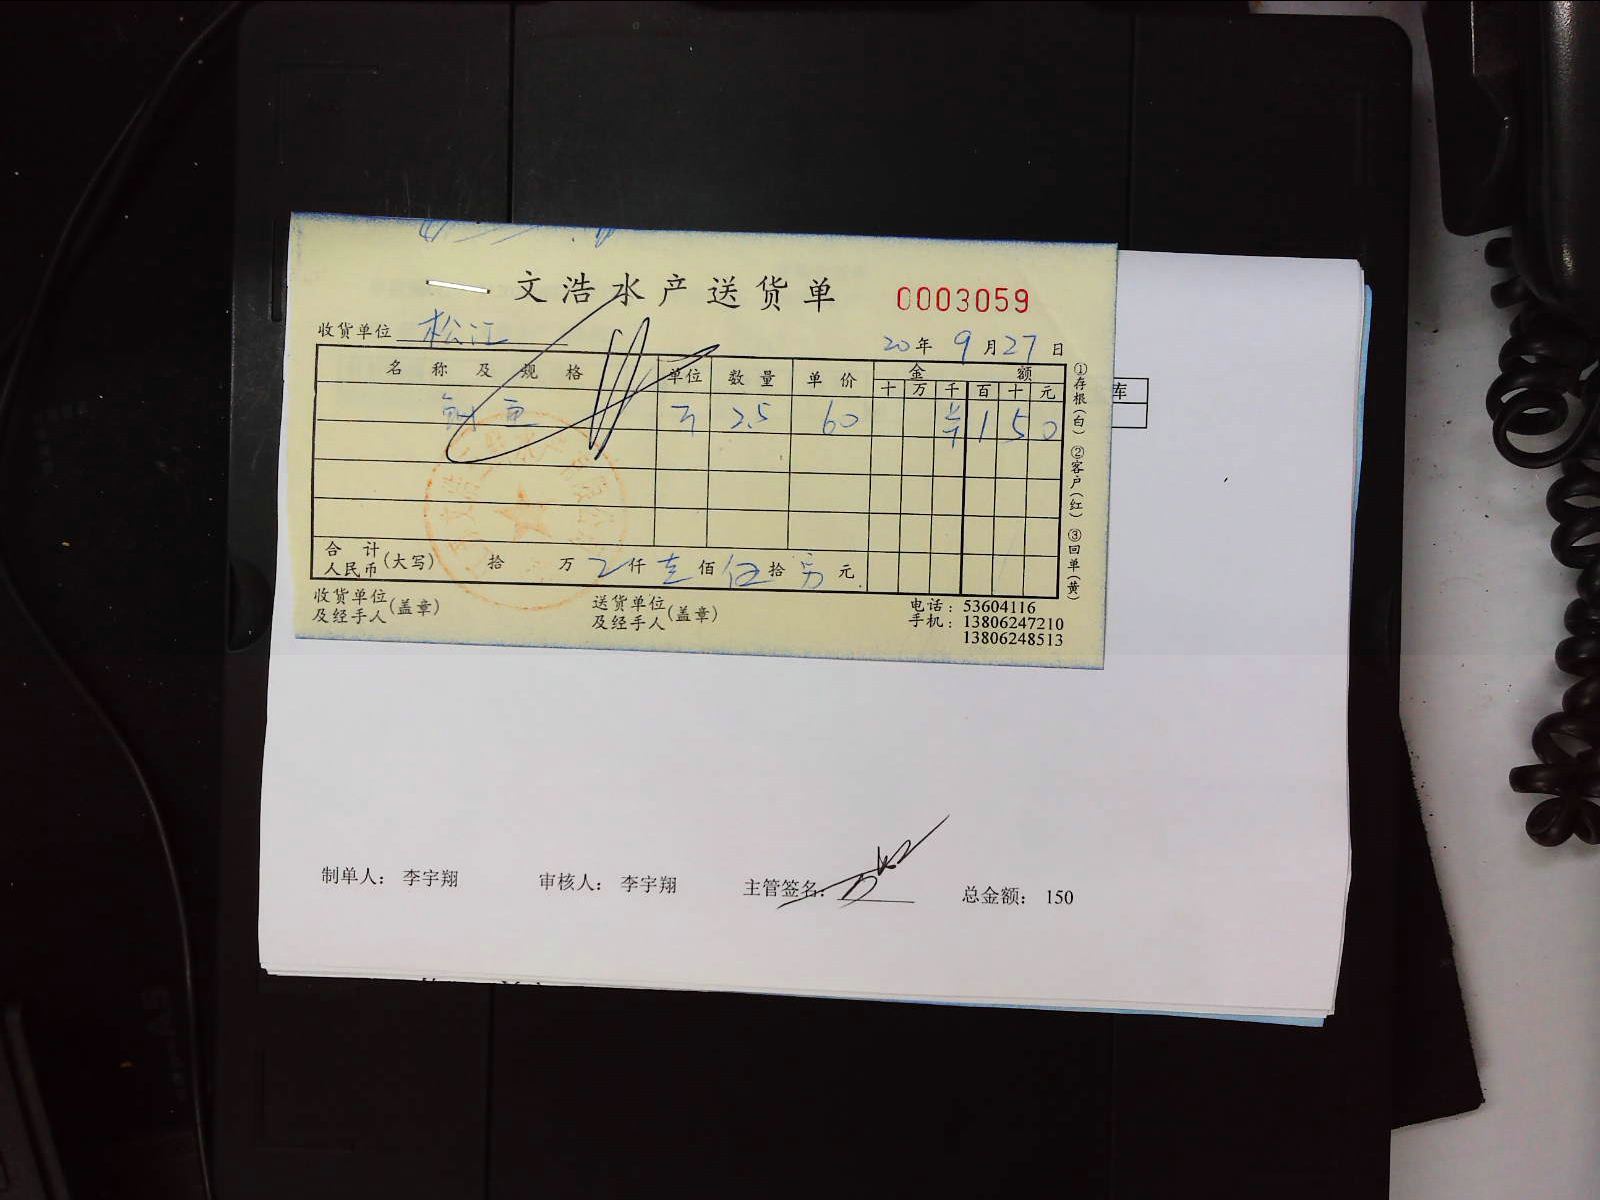 文浩水产送货单 0003059
收货单位 松江 20年9月27日
名称及规格 单位 数量 单价 金额
十 万 千 百 十 元
鱼 2.5 60 1 5 0
合计
人民币(大写) 拾 万 仟 壹 佰 伍 拾 元
收货单位
及经手人(盖章)
送货单位
及经手人(盖章)
电话:53604116
手机:13806247210
13806248513
①存根(白) ②客户(红) ③回单(黄)
车
制单人: 李宇翔 审核人: 李宇翔 主管签名: 总金额: 150